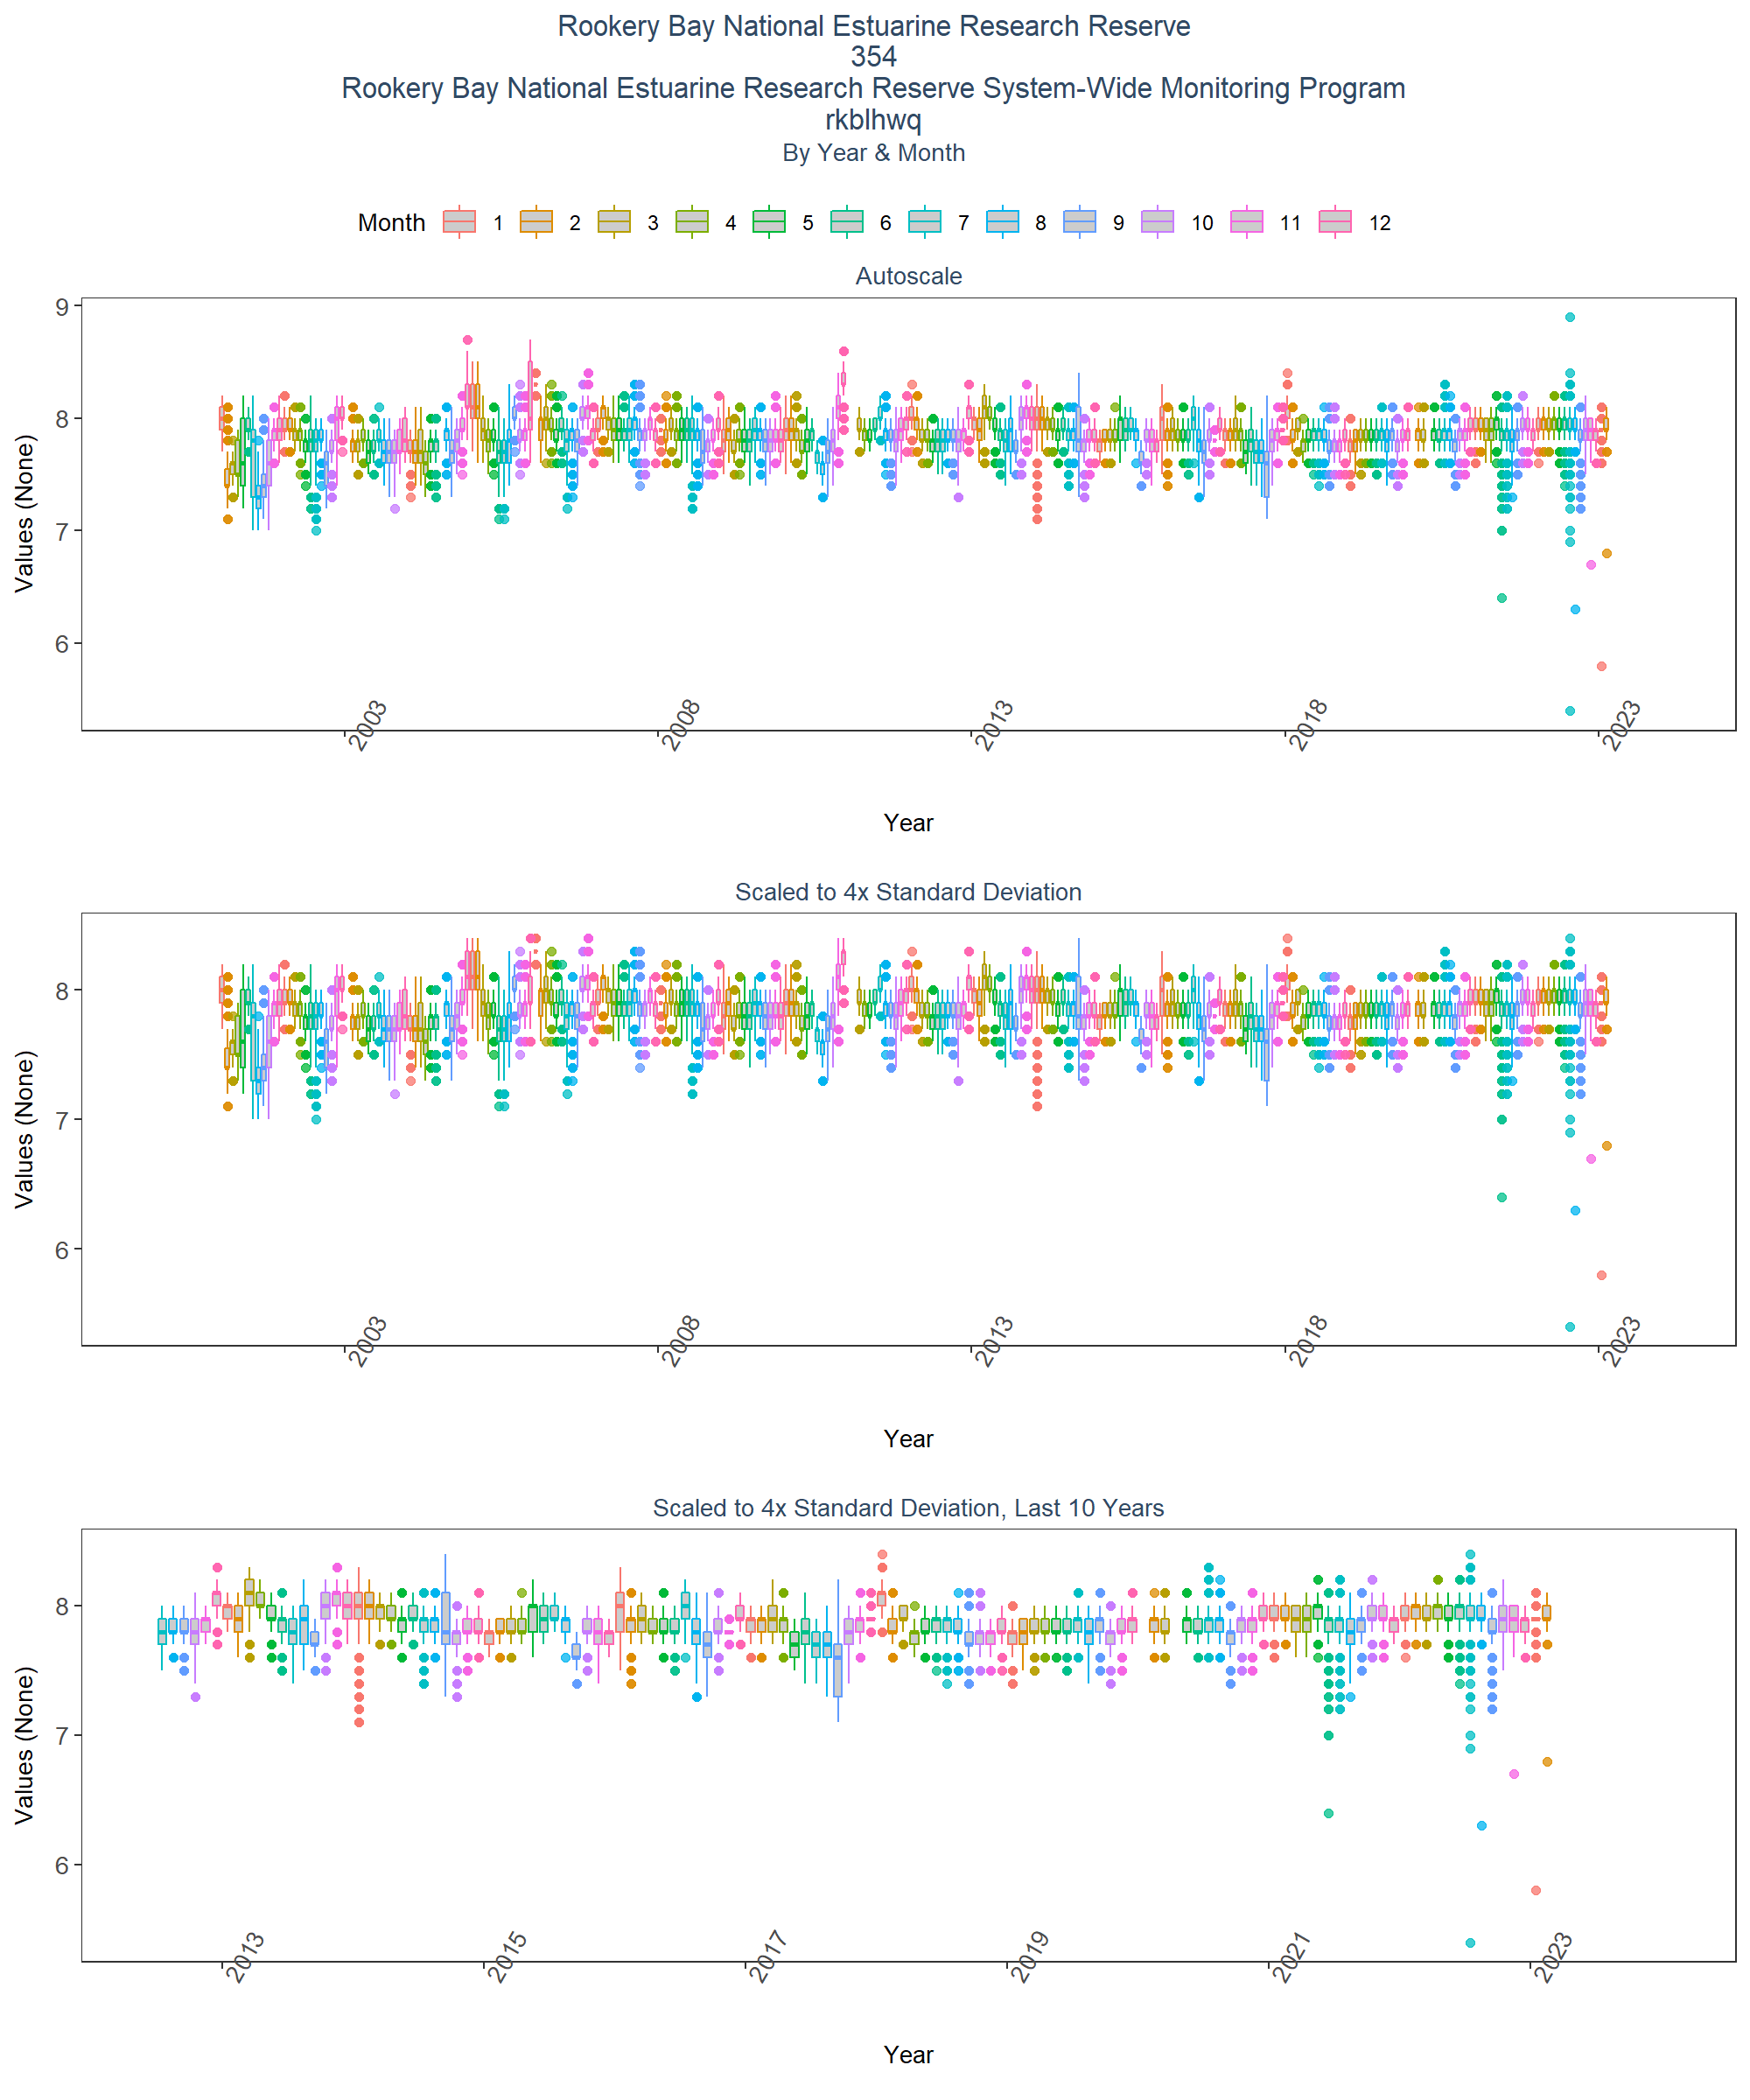 Rookery Bay National Estuarine Research Reserve
354
Rookery Bay National Estuarine Research Reserve System-Wide Monitoring Program
rkblhwq
By Year & Month
Month 1 2 3 4 5 6 7 8 9 10 11 12
Autoscale
Values (None)
9
8
7
6
2003 2008 2013 2018 2023
Year
Scaled to 4x Standard Deviation
Values (None)
8
7
6
2003 2008 2013 2018 2023
Year
Scaled to 4x Standard Deviation, Last 10 Years
Values (None)
8
7
6
2013 2015 2017 2019 2021 2023
Year